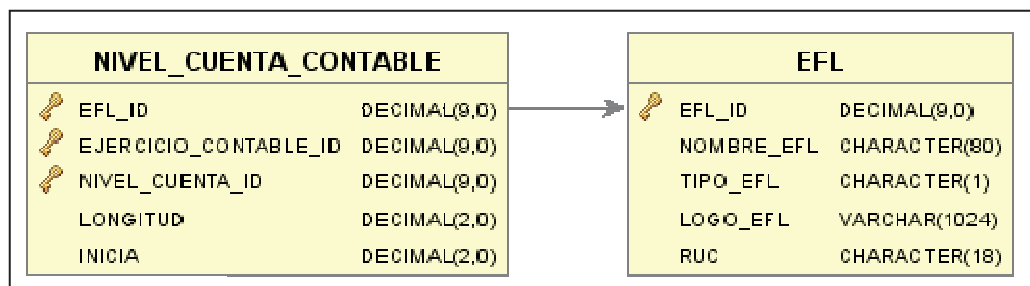 NIVEL_CUENTA_CONTABLE
EFL_ID DECIMAL(9,0)
EJERCICIO_CONTABLE_ID DECIMAL(9,0)
NIVEL_CUENTA_ID DECIMAL(9,0)
LONGITUD DECIMAL(2,0)
INICIA DECIMAL(2,0)
EFL
EFL_ID DECIMAL(9,0)
NOMBRE_EFL CHARACTER(80)
TIPO_EFL CHARACTER(1)
LOGO_EFL VARCHAR(1024)
RUC CHARACTER(18)